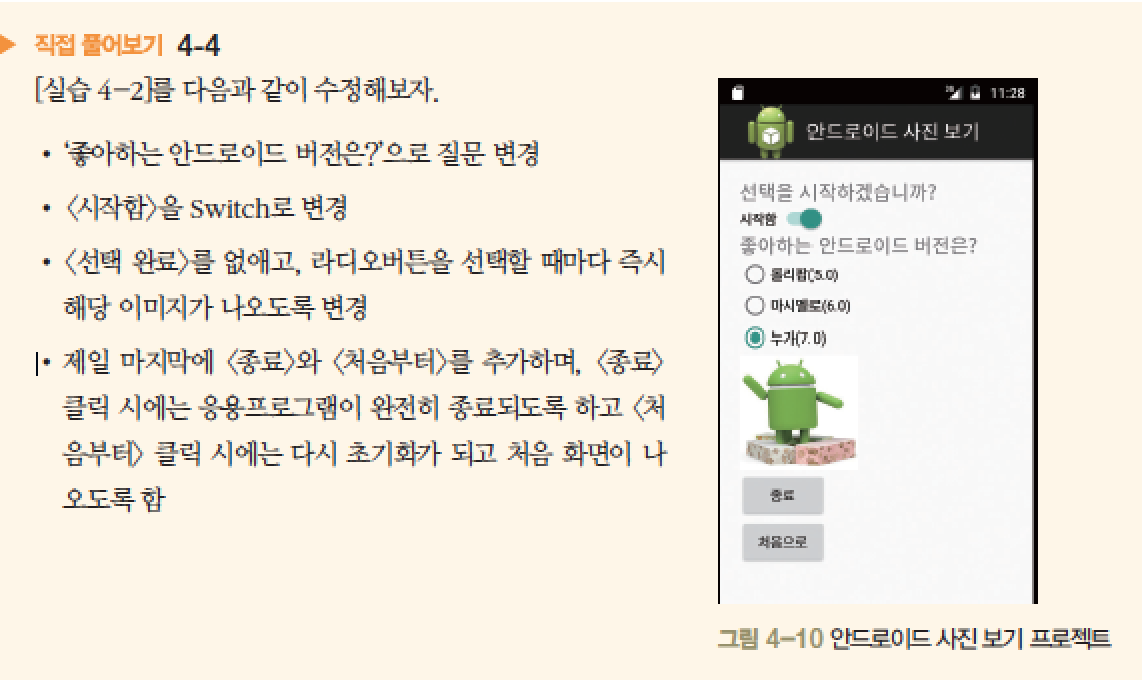 직접 풀어보기 4-4
[실습 4-2]를 다음과 같이 수정해보자.
• '좋아하는 안드로이드 버전은?'으로 질문 변경
• 〈시작함〉을 Switch로 변경
• 〈선택 완료〉를 없애고, 라디오버튼을 선택할 때마다 즉시
해당 이미지가 나오도록 변경
• 제일 마지막에 〈종료〉와 〈처음부터〉를 추가하며, 〈종료〉
클릭 시에는 응용프로그램이 완전히 종료되도록 하고 〈처
음부터〉 클릭 시에는 다시 초기화가 되고 처음 화면이 나
오도록 함
11:28
안드로이드 사진 보기
선택을 시작하겠습니까?
시작함
좋아하는 안드로이드 버전은?
롤리팝(5.0)
마시멜로(6.0)
누가(7.0)
종료
처음으로
그림 4-10 안드로이드 사진 보기 프로젝트